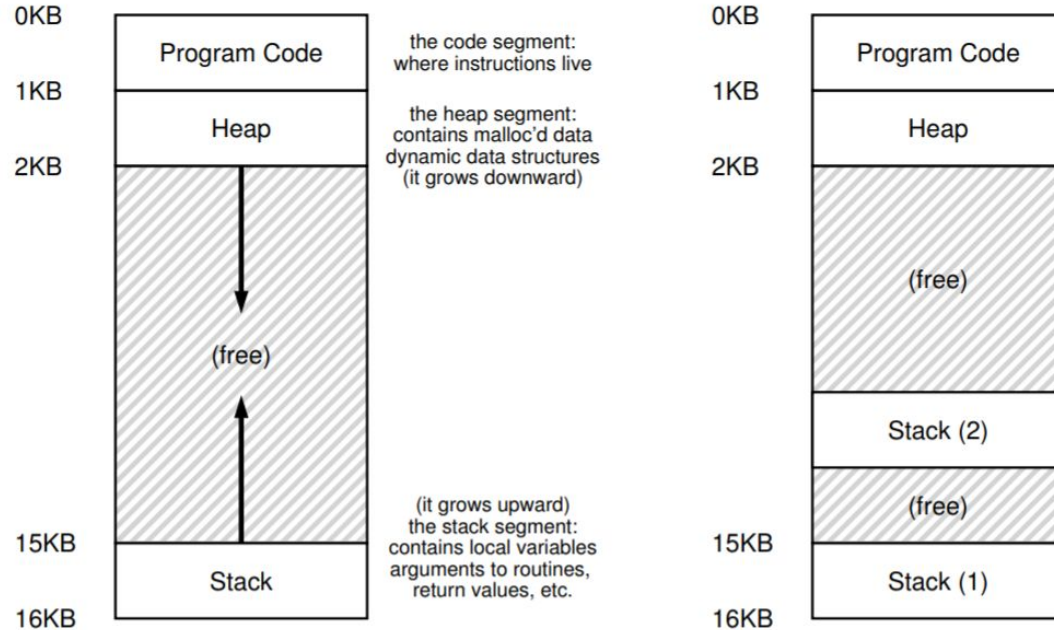 0KB
Program Code
1KB
Heap
2KB
(free)
15KB
Stack
16KB
the code segment:
where instructions live
the heap segment:
contains malloc'd data
dynamic data structures
(it grows downward)
(it grows upward)
the stack segment:
contains local variables
arguments to routines,
return values, etc.
0KB
Program Code
1KB
Heap
2KB
(free)
Stack (2)
(free)
15KB
Stack (1)
16KB